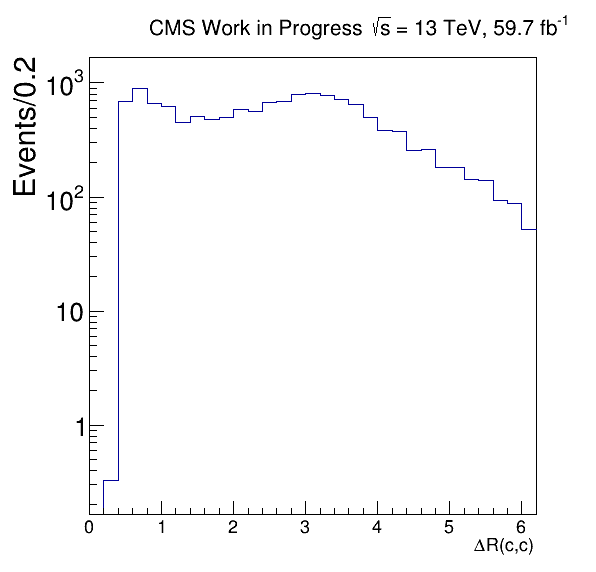 CMS Work in Progress √s = 13 TeV, 59.7 fb⁻¹
Events/0.2
10³
10²
10
1
0 1 2 3 4 5 6
ΔR(c,c)